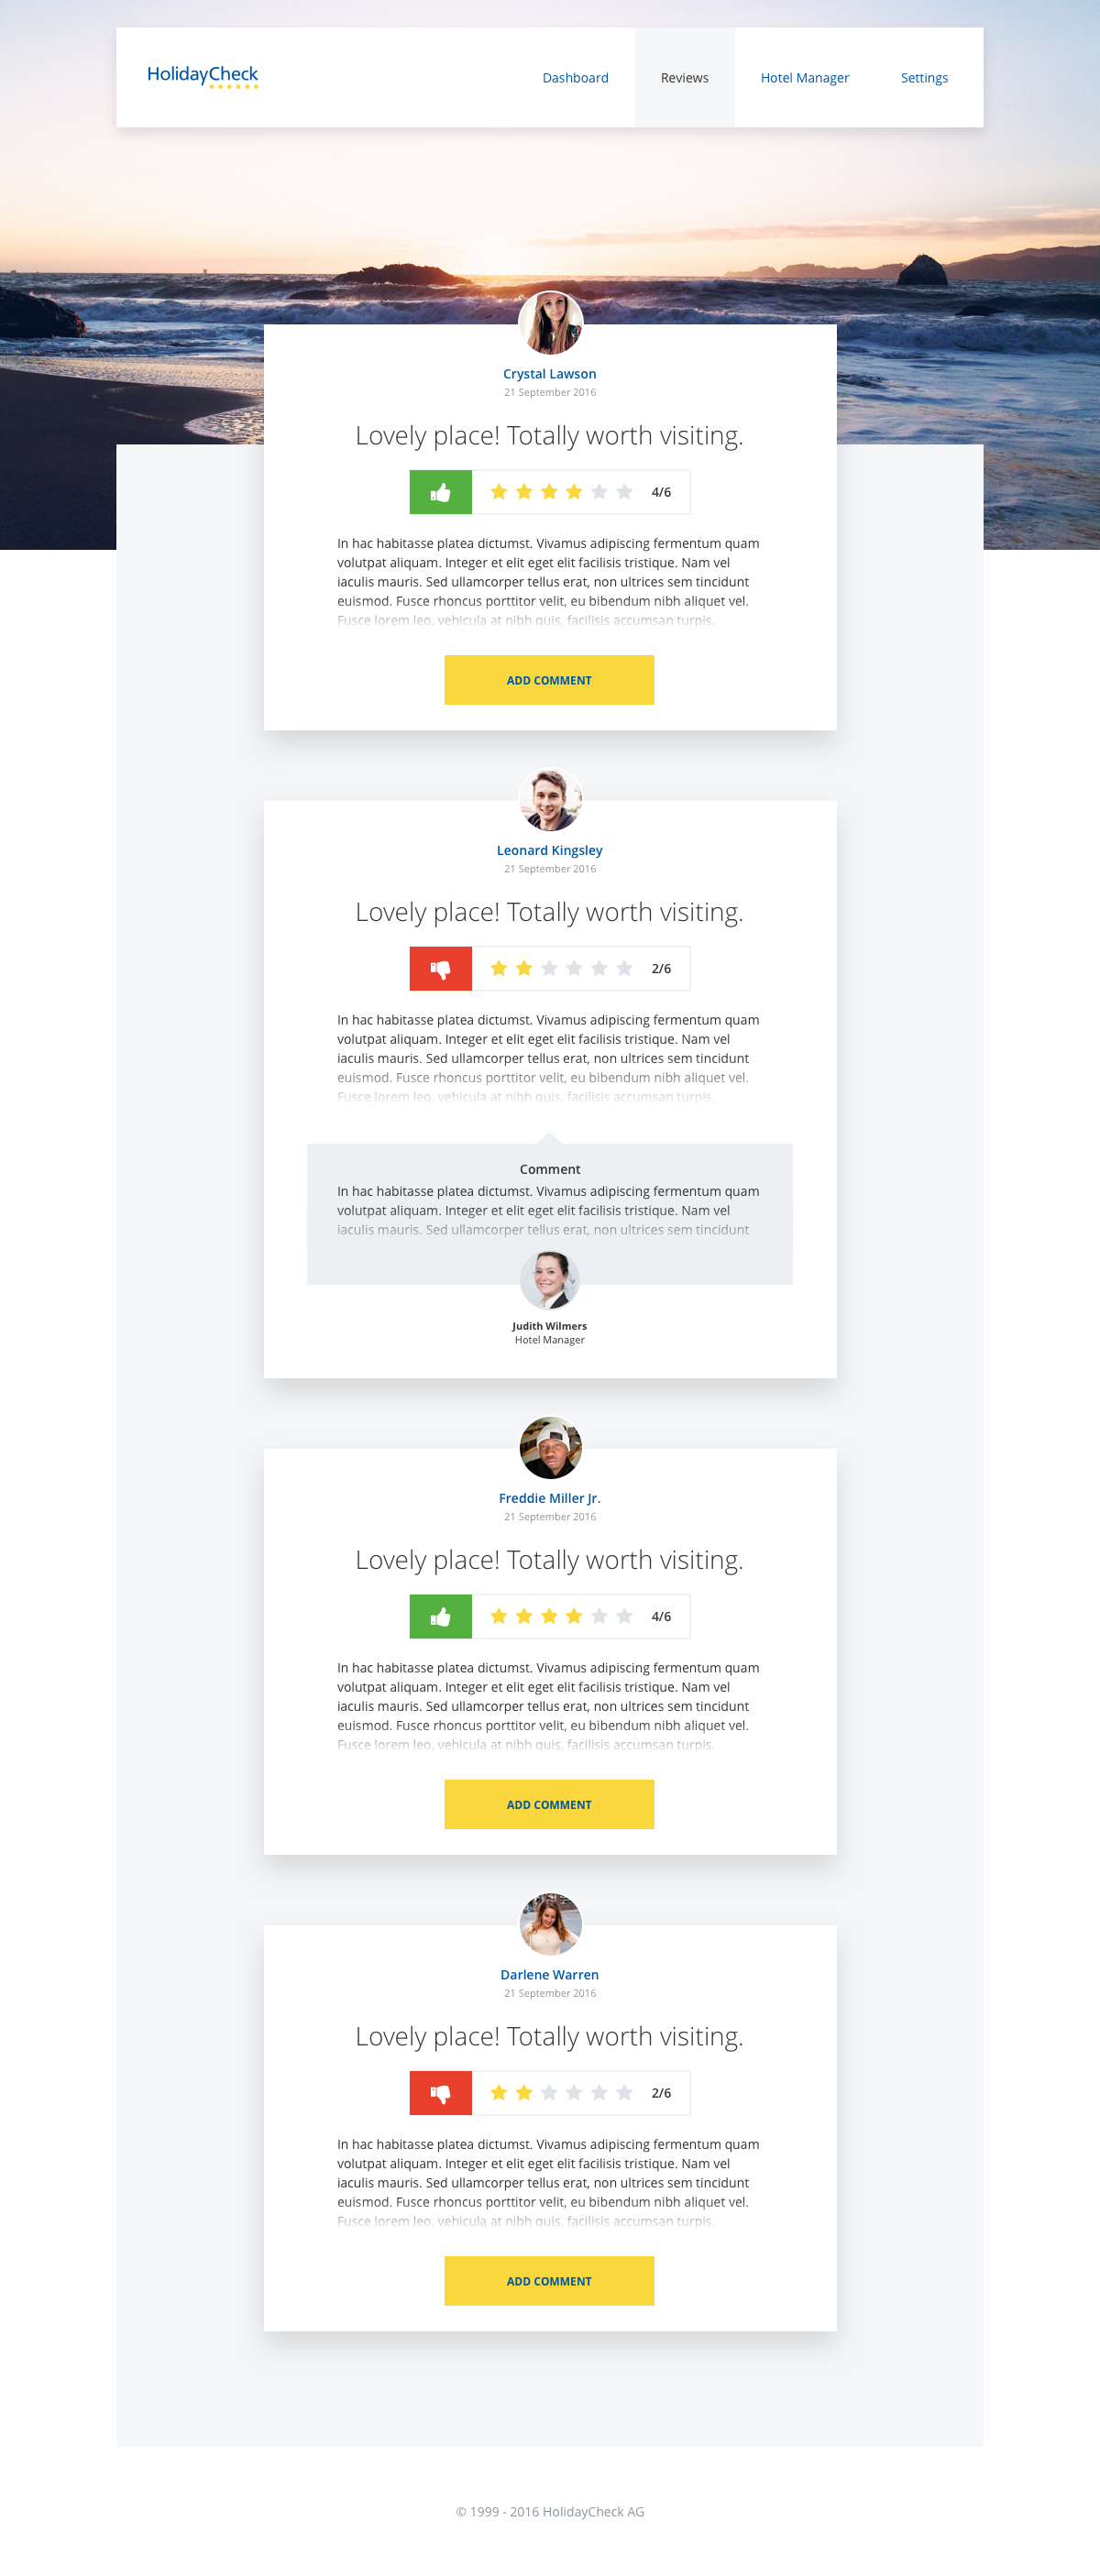 HolidayCheck
Dashboard
Reviews
Hotel Manager
Settings
Crystal Lawson
21 September 2016
Lovely place! Totally worth visiting.
4/6
In hac habitasse platea dictumst. Vivamus adipiscing fermentum quam
volutpat aliquam. Integer et elit eget elit facilisis tristique. Nam vel
iaculis mauris. Sed ullamcorper tellus erat, non ultrices sem tincidunt
euismod. Fusce rhoncus porttitor velit, eu bibendum nibh aliquet vel.
Fusce lorem leo, vehicula at nibh quis, facilisis accumsan turpis.
ADD COMMENT
Leonard Kingsley
21 September 2016
Lovely place! Totally worth visiting.
2/6
In hac habitasse platea dictumst. Vivamus adipiscing fermentum quam
volutpat aliquam. Integer et elit eget elit facilisis tristique. Nam vel
iaculis mauris. Sed ullamcorper tellus erat, non ultrices sem tincidunt
euismod. Fusce rhoncus porttitor velit, eu bibendum nibh aliquet vel.
Fusce lorem leo, vehicula at nibh quis, facilisis accumsan turpis.
Comment
In hac habitasse platea dictumst. Vivamus adipiscing fermentum quam
volutpat aliquam. Integer et elit eget elit facilisis tristique. Nam vel
iaculis mauris. Sed ullamcorper tellus erat, non ultrices sem tincidunt
Judith Wilmers
Hotel Manager
Freddie Miller Jr.
21 September 2016
Lovely place! Totally worth visiting.
4/6
In hac habitasse platea dictumst. Vivamus adipiscing fermentum quam
volutpat aliquam. Integer et elit eget elit facilisis tristique. Nam vel
iaculis mauris. Sed ullamcorper tellus erat, non ultrices sem tincidunt
euismod. Fusce rhoncus porttitor velit, eu bibendum nibh aliquet vel.
Fusce lorem leo, vehicula at nibh quis, facilisis accumsan turpis.
ADD COMMENT
Darlene Warren
21 September 2016
Lovely place! Totally worth visiting.
2/6
In hac habitasse platea dictumst. Vivamus adipiscing fermentum quam
volutpat aliquam. Integer et elit eget elit facilisis tristique. Nam vel
iaculis mauris. Sed ullamcorper tellus erat, non ultrices sem tincidunt
euismod. Fusce rhoncus porttitor velit, eu bibendum nibh aliquet vel.
Fusce lorem leo, vehicula at nibh quis, facilisis accumsan turpis.
ADD COMMENT
© 1999 - 2016 HolidayCheck AG